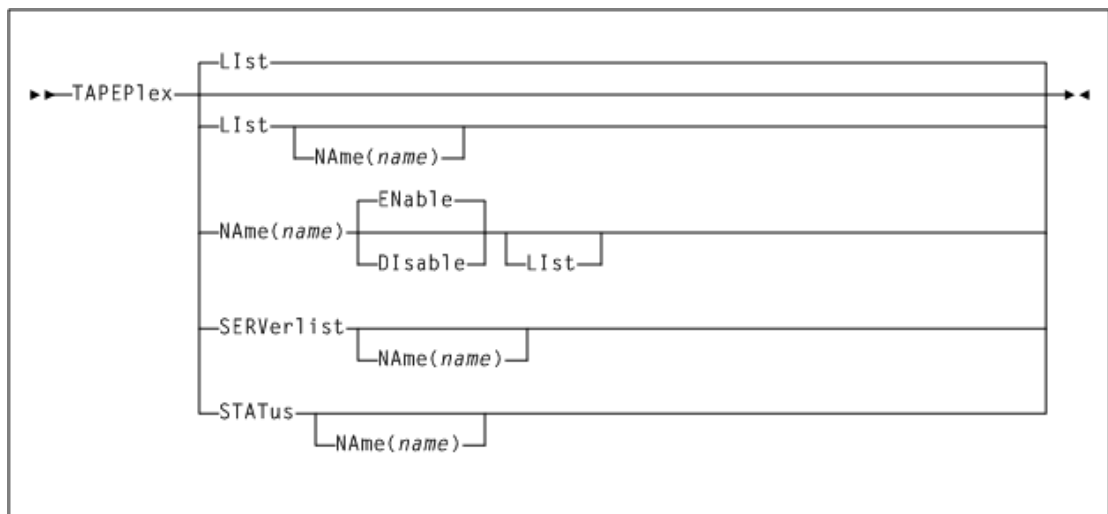 LIst
TAPEPlex
LIst
NAme(name)
ENable
NAme(name)
DIsable
LIst
SERVerlist
NAme(name)
STATus
NAme(name)